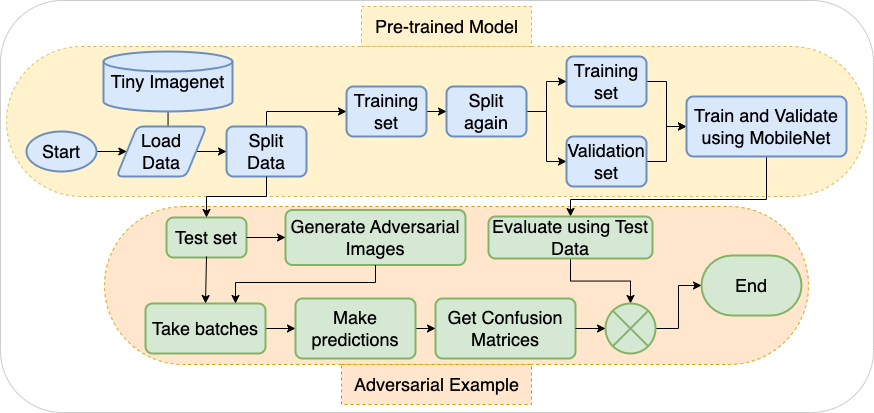 Pre-trained Model
Tiny Imagenet
Start
Load
Data
Split
Data
Training
set
Split
again
Training
set
Validation
set
Train and Validate
using MobileNet
Test set
Generate Adversarial
Images
Evaluate using Test
Data
End
Take batches
Make
predictions
Get Confusion
Matrices
Adversarial Example